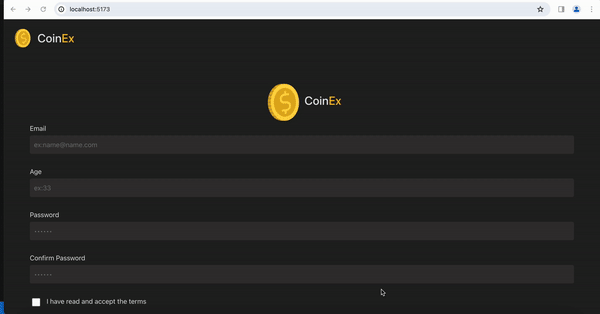 localhost:5173
CoinEx
CoinEx
Email
ex:name@name.com
Age
ex:33
Password
------
Confirm Password
------
I have read and accept the terms